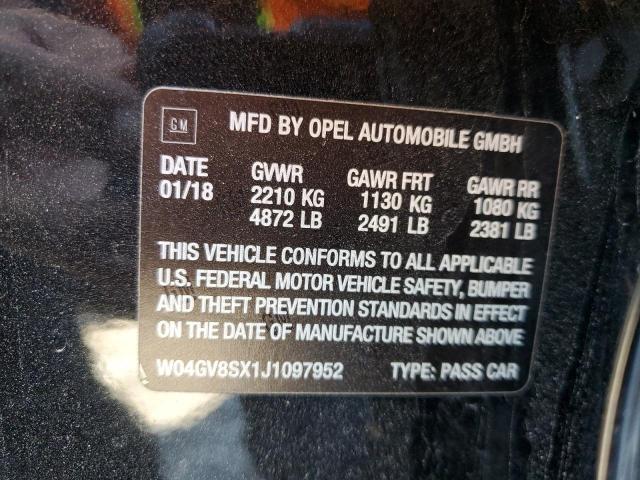 GM
MFD BY OPEL AUTOMOBILE GMBH
DATE GVWR GAWR FRT GAWR RR
01/18 2210 KG 1130 KG 1080 KG
4872 LB 2491 LB 2381 LB
THIS VEHICLE CONFORMS TO ALL APPLICABLE
U.S. FEDERAL MOTOR VEHICLE SAFETY, BUMPER
AND THEFT PREVENTION STANDARDS IN EFFECT
ON THE DATE OF MANUFACTURE SHOWN ABOVE
W04GV8SX1J1097952 TYPE: PASS CAR